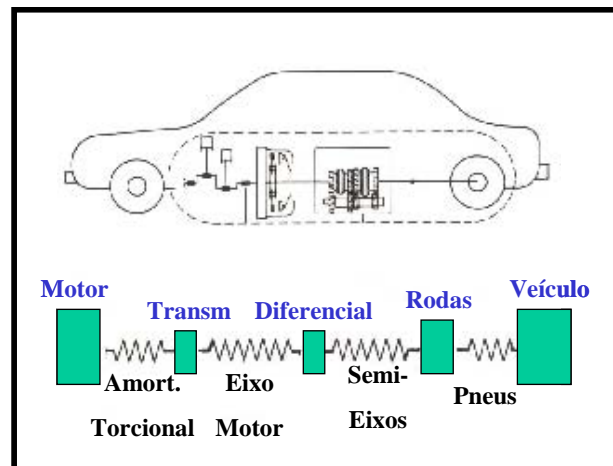 Motor
Transm
Diferencial
Rodas
Veículo
Amort.
Torcional
Eixo
Motor
Semi-
Eixos
Pneus